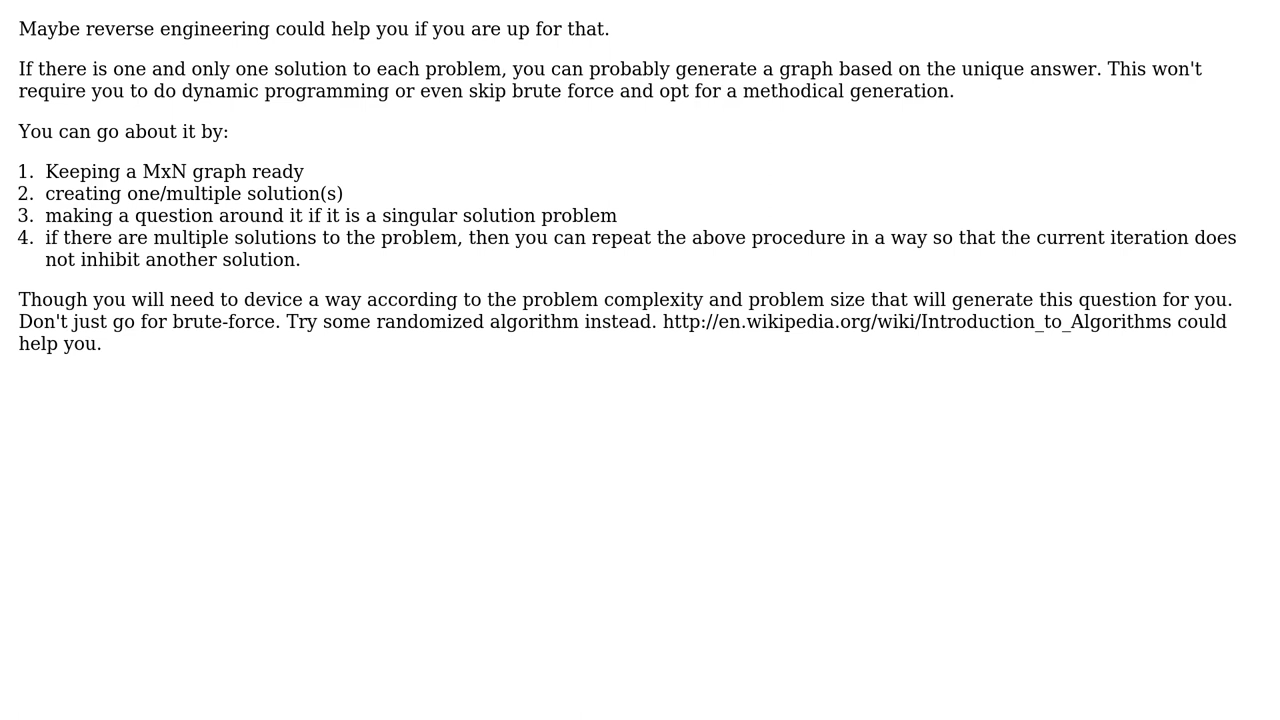 Maybe reverse engineering could help you if you are up for that.
If there is one and only one solution to each problem, you can probably generate a graph based on the unique answer. This won't
require you to do dynamic programming or even skip brute force and opt for a methodical generation.
You can go about it by:
1. Keeping a MxN graph ready
2. creating one/multiple solution(s)
3. making a question around it if it is a singular solution problem
4. if there are multiple solutions to the problem, then you can repeat the above procedure in a way so that the current iteration does
not inhibit another solution.
Though you will need to device a way according to the problem complexity and problem size that will generate this question for you.
Don't just go for brute-force. Try some randomized algorithm instead. http://en.wikipedia.org/wiki/Introduction_to_Algorithms could
help you.